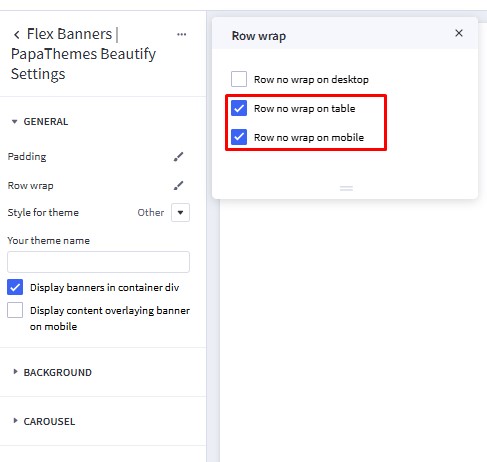 Flex Banners |
PapaThemes Beautify
Settings
GENERAL
Padding
Row wrap
Style for theme Other
Your theme name
Display banners in container div
Display content overlaying banner
on mobile
BACKGROUND
CAROUSEL
Row wrap
Row no wrap on desktop
Row no wrap on table
Row no wrap on mobile